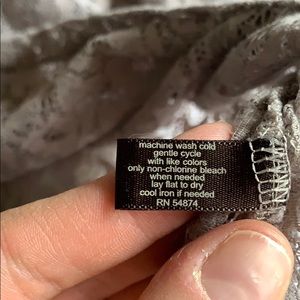 machine wash cold
gentle cycle
with like colors
only non-chlorine bleach
when needed
lay flat to dry
cool iron if needed
RN 54874